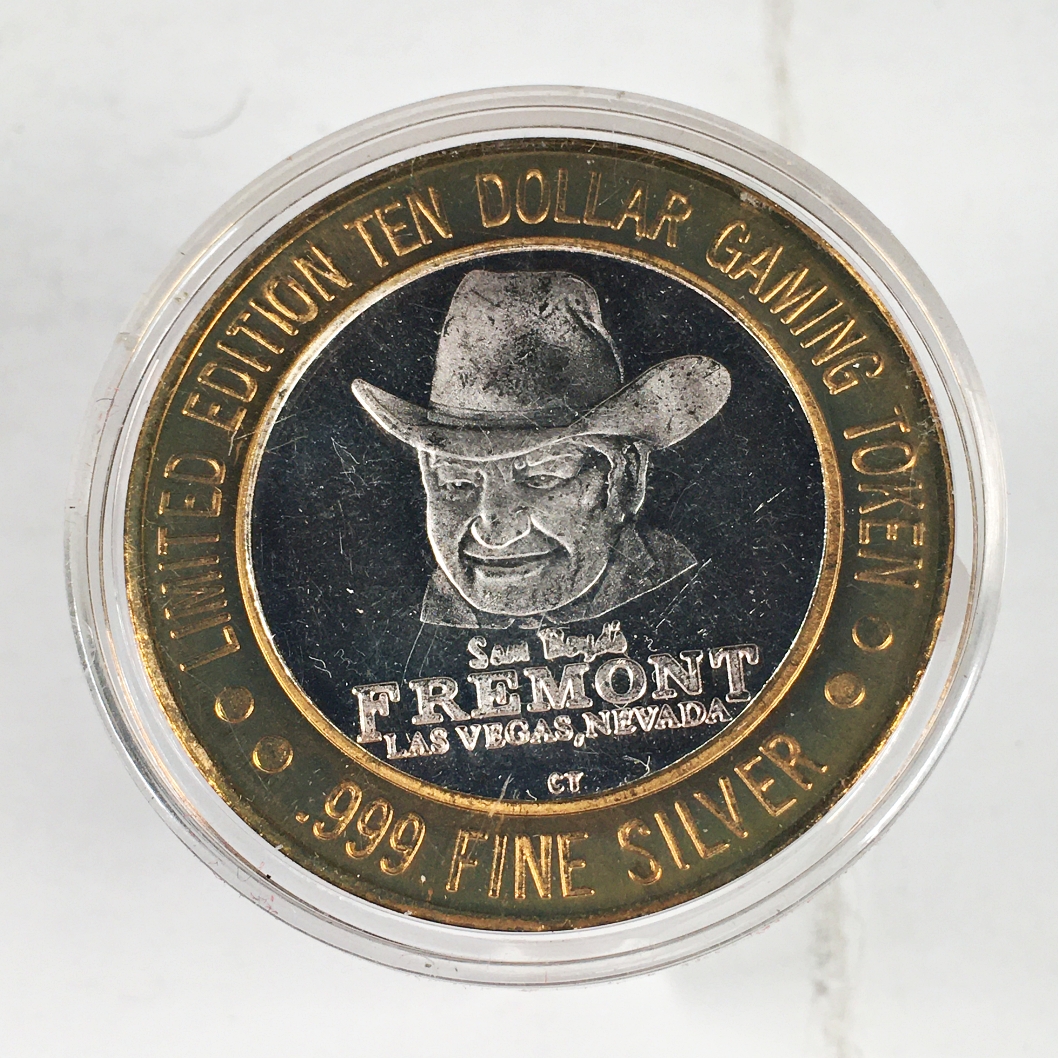 LIMITED EDITION TEN DOLLAR GAMING TOKEN
Sam Boyd's
FREMONT
LAS VEGAS, NEVADA
CT
.999 FINE SILVER